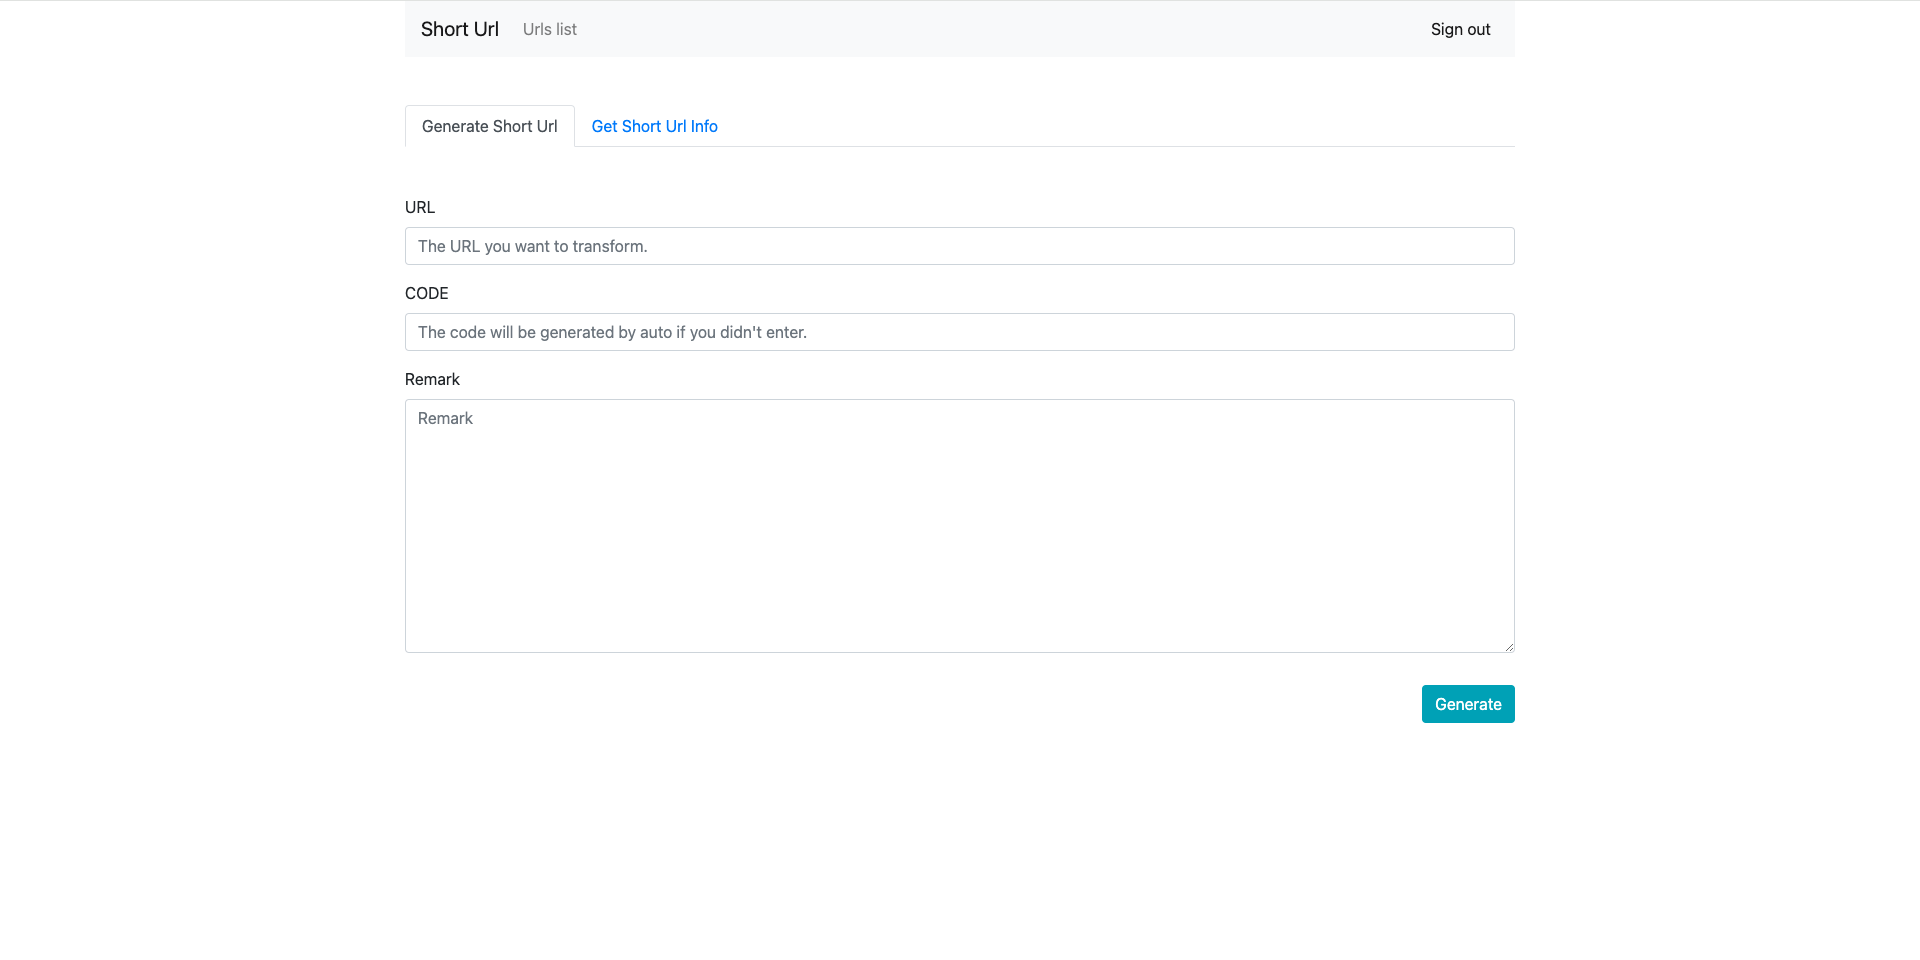 Short Url Urls list Sign out
Generate Short Url Get Short Url Info
URL
The URL you want to transform.
CODE
The code will be generated by auto if you didn't enter.
Remark
Remark
Generate